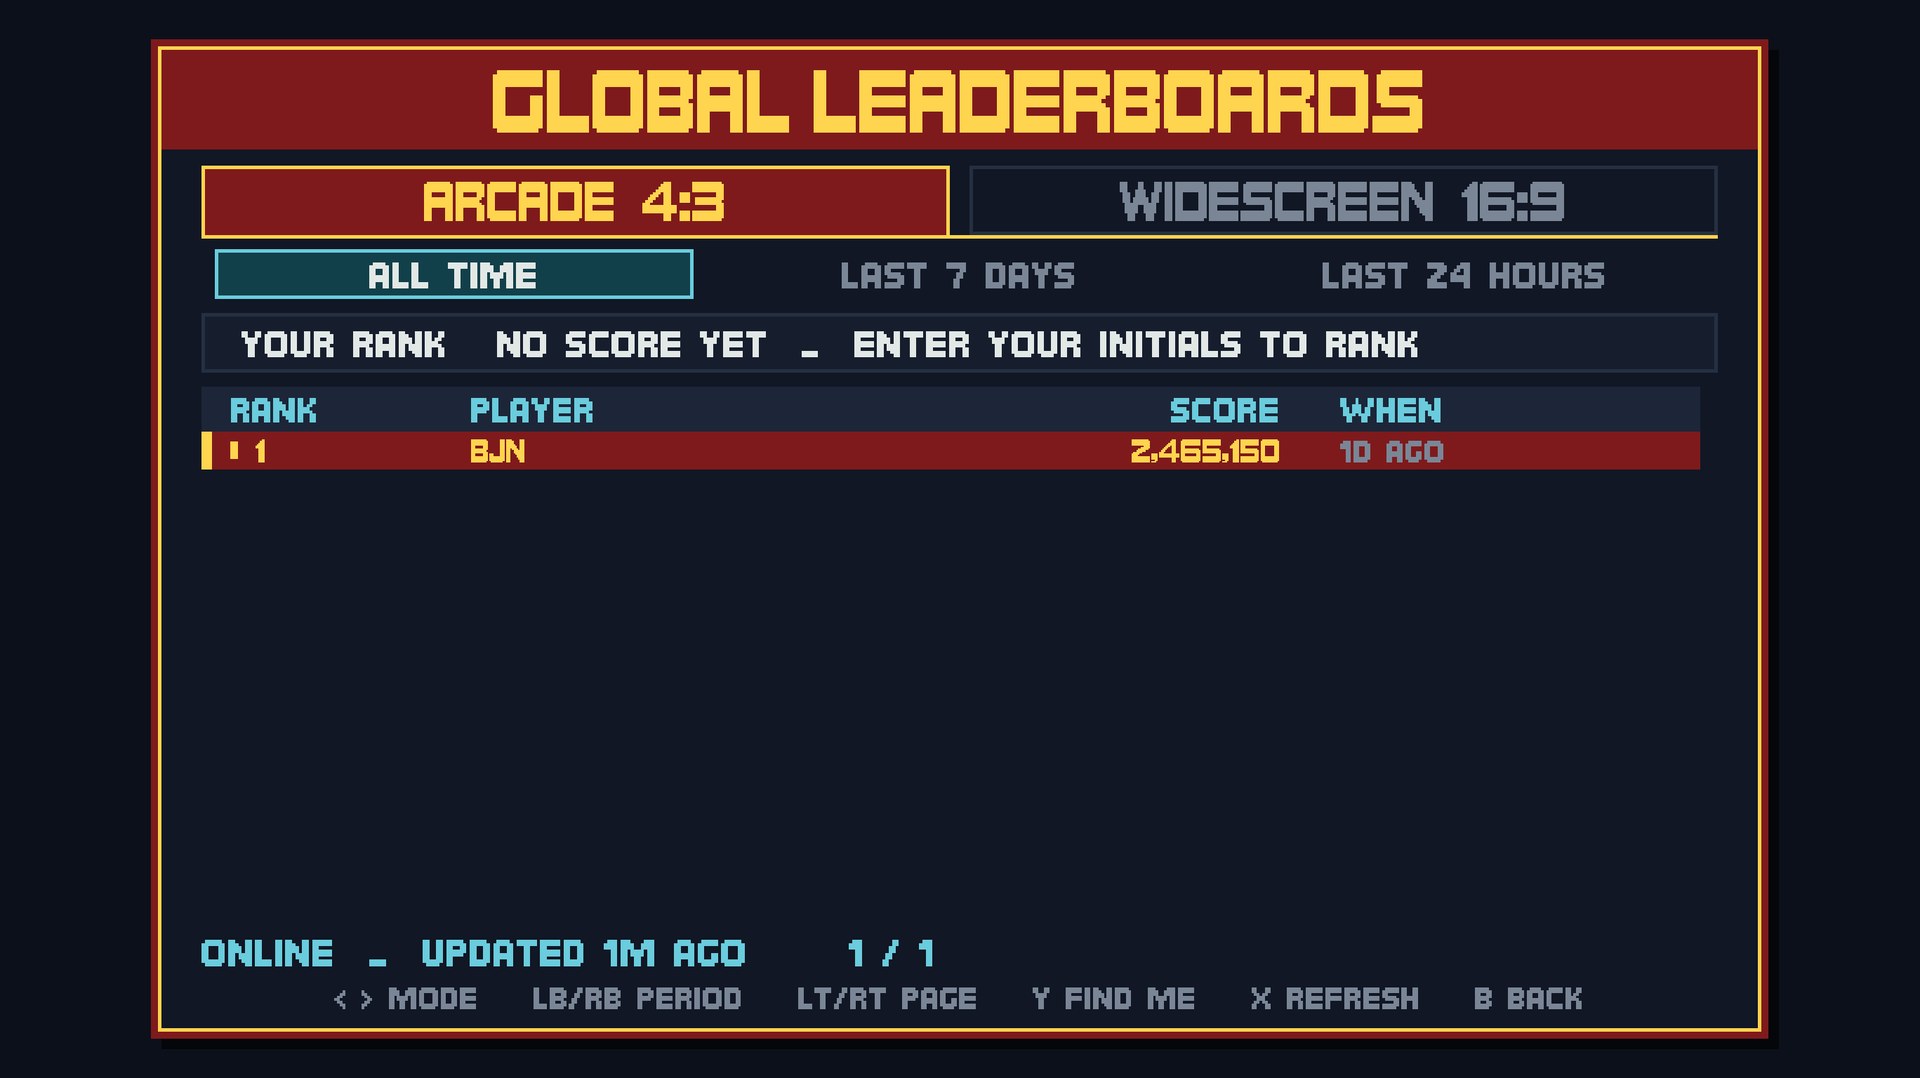 GLOBAL LEADERBOARDS
ARCADE 4:3 WIDESCREEN 16:9
ALL TIME LAST 7 DAYS LAST 24 HOURS
YOUR RANK NO SCORE YET _ ENTER YOUR INITIALS TO RANK
RANK PLAYER SCORE WHEN
1 BJN 2,465,150 1D AGO
ONLINE _ UPDATED 1M AGO 1 / 1
< > MODE LB/RB PERIOD LT/RT PAGE Y FIND ME X REFRESH B BACK